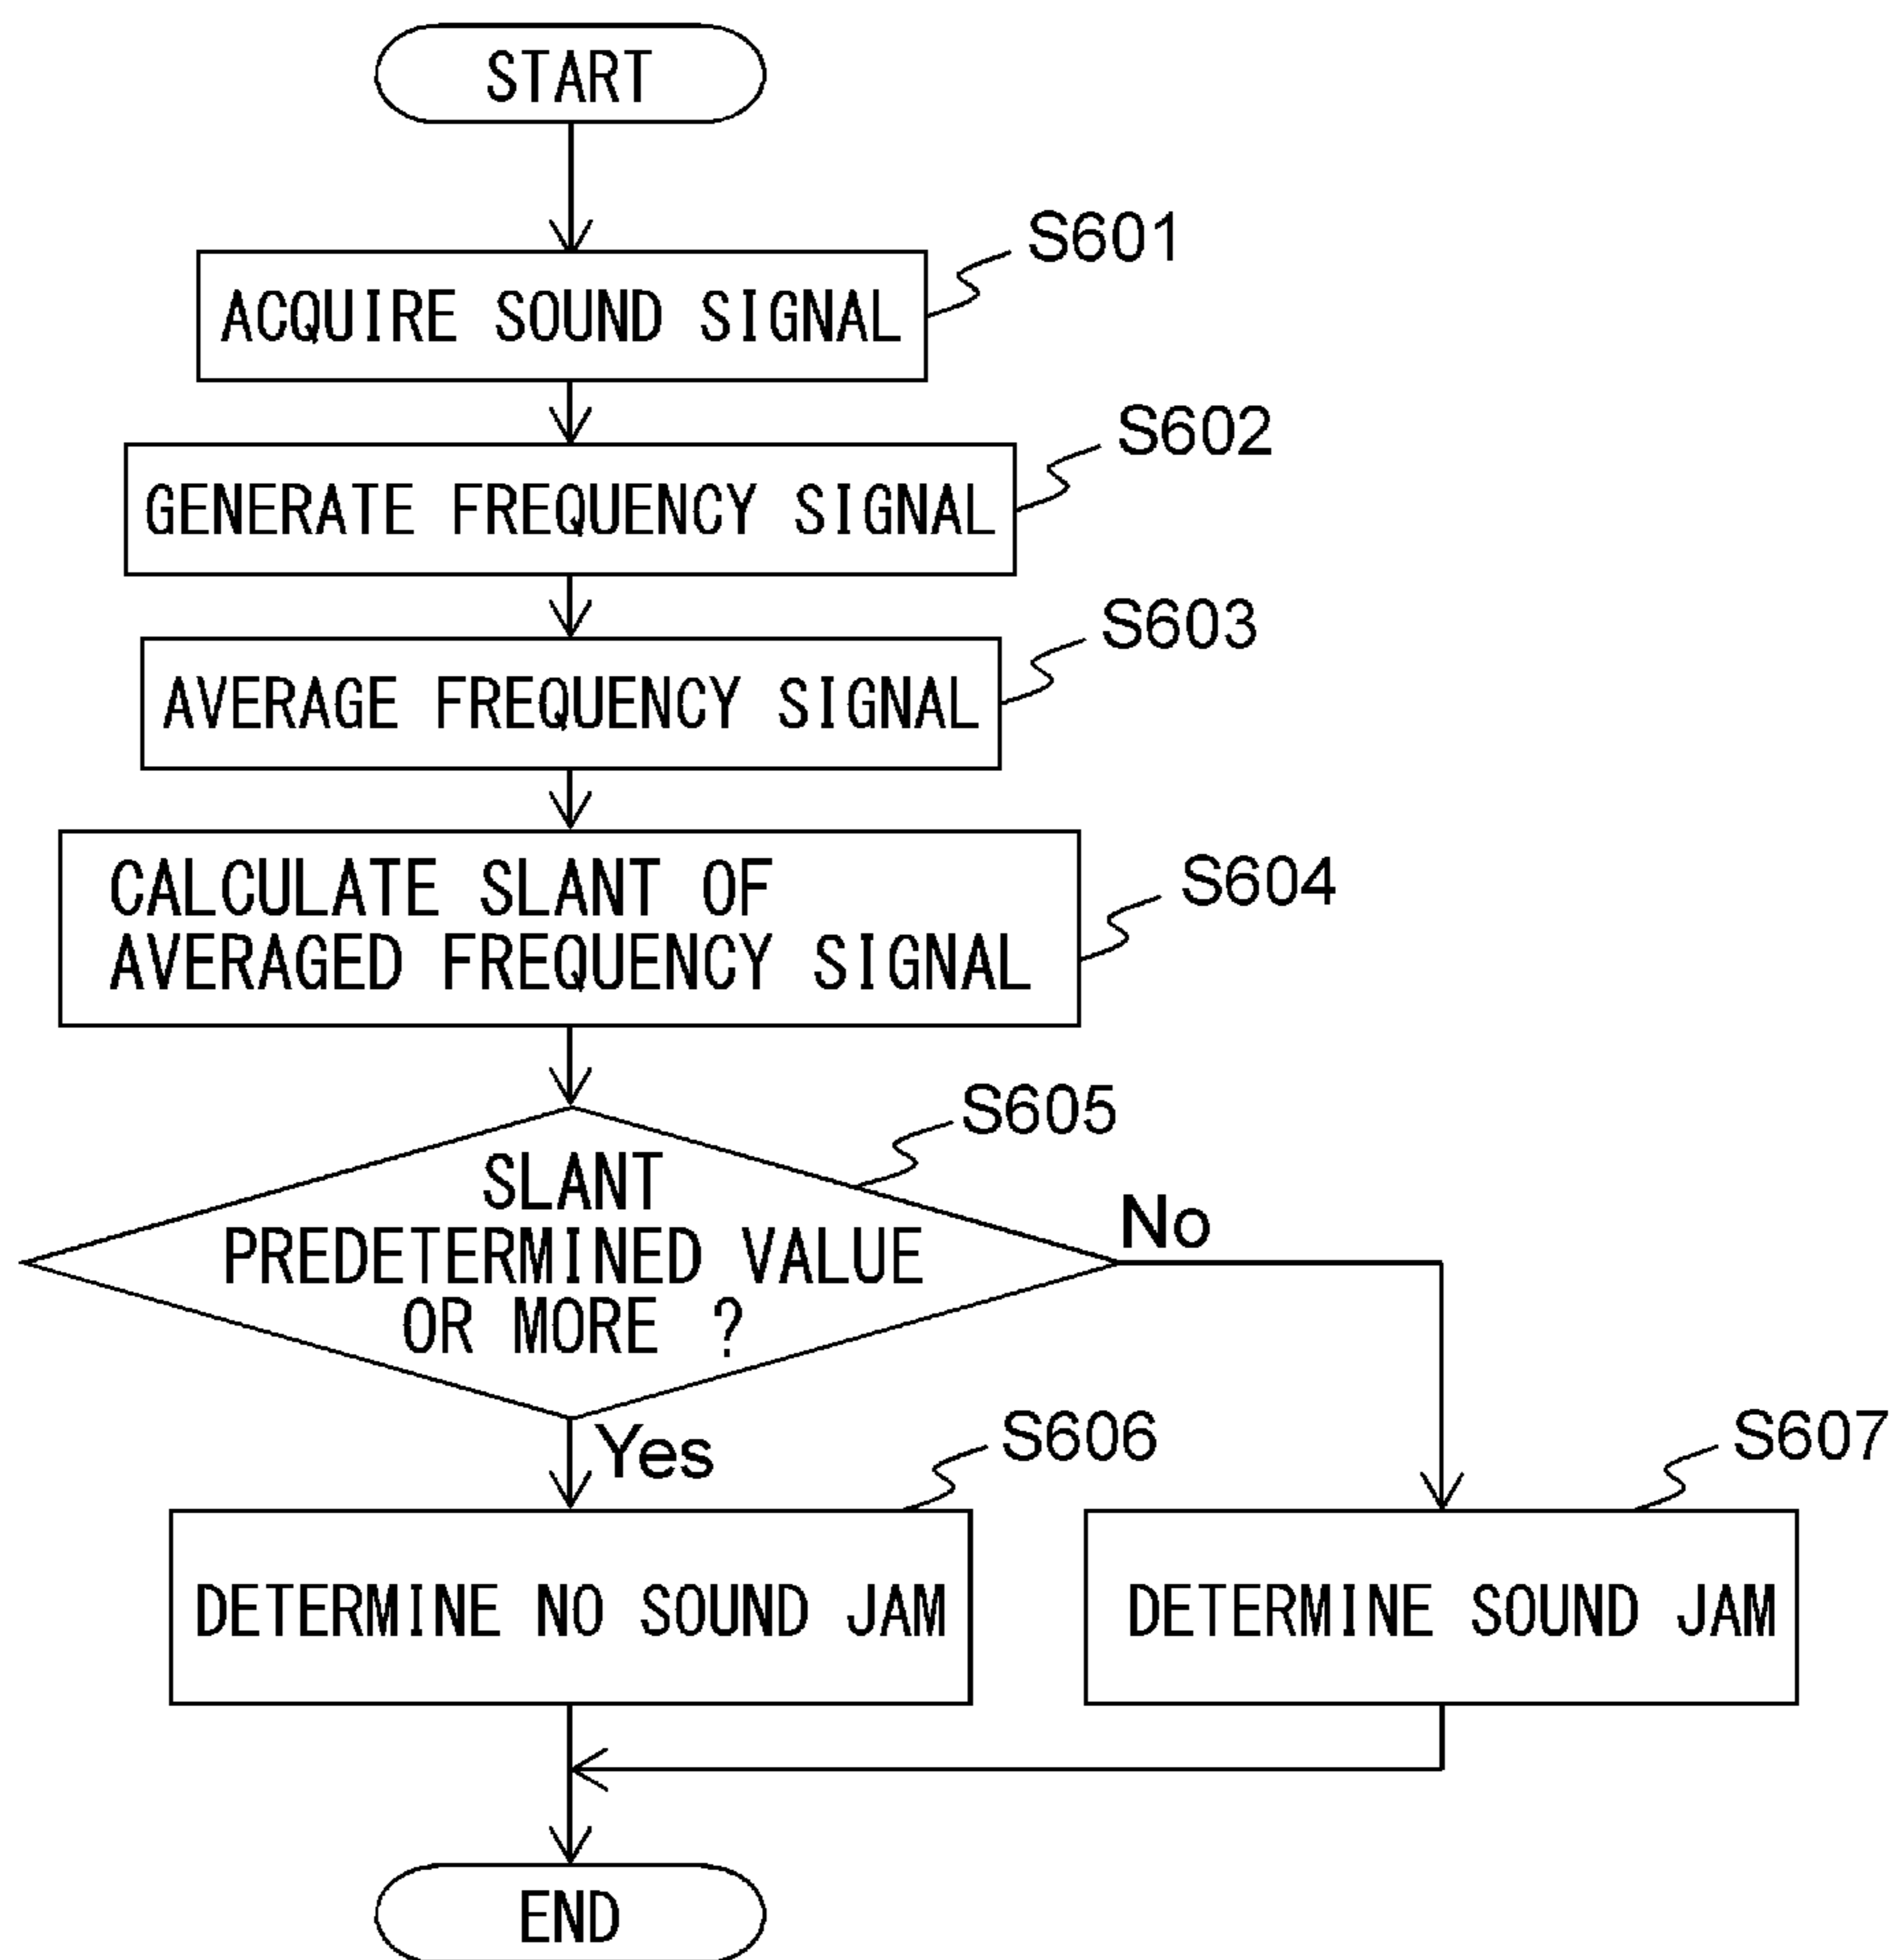 START
S601
ACQUIRE SOUND SIGNAL
S602
GENERATE FREQUENCY SIGNAL
S603
AVERAGE FREQUENCY SIGNAL
S604
CALCULATE SLANT OF
AVERAGED FREQUENCY SIGNAL
S605
SLANT
PREDETERMINED VALUE
OR MORE ?
No
Yes
S606
DETERMINE NO SOUND JAM
S607
DETERMINE SOUND JAM
END